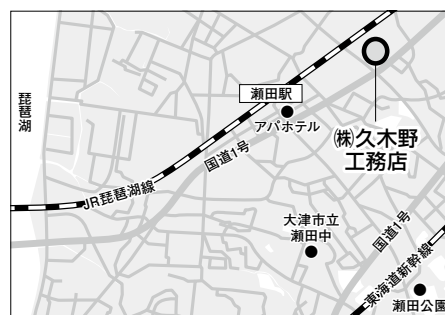 琵琶湖
瀬田駅
アパホテル
国道1号
㈱久木野
工務店
JR琵琶湖線
大津市立
瀬田中
国道1号
東海道新幹線
瀬田公園